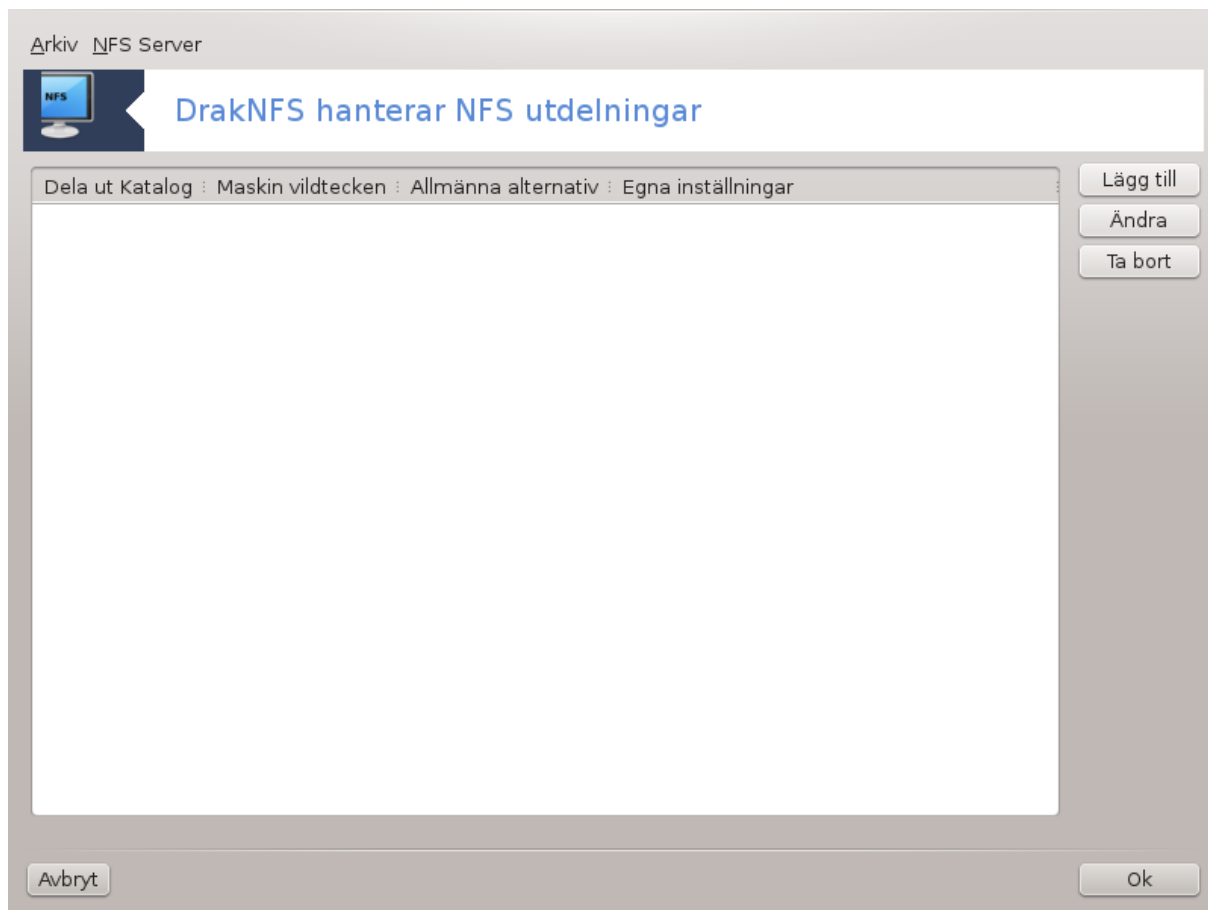 Arkiv NFS Server
NFS
DrakNFS hanterar NFS utdelningar
Dela ut Katalog Maskin vildtecken Allmänna alternativ Egna inställningar
Lägg till
Ändra
Ta bort
Avbryt Ok